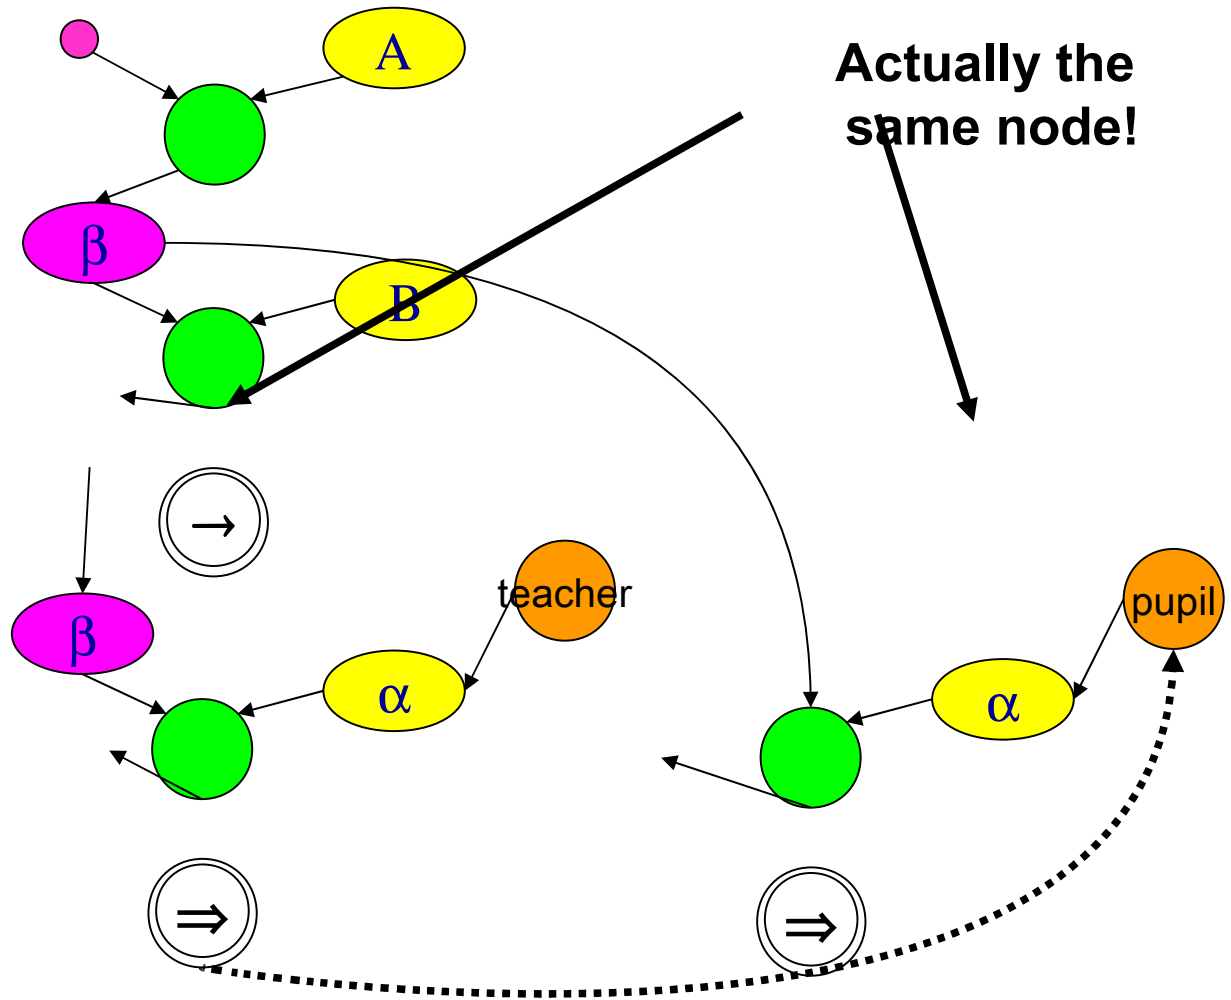 A
Actually the
same node!
β
B
→
teacher
pupil
β
α
α
⇒
⇒